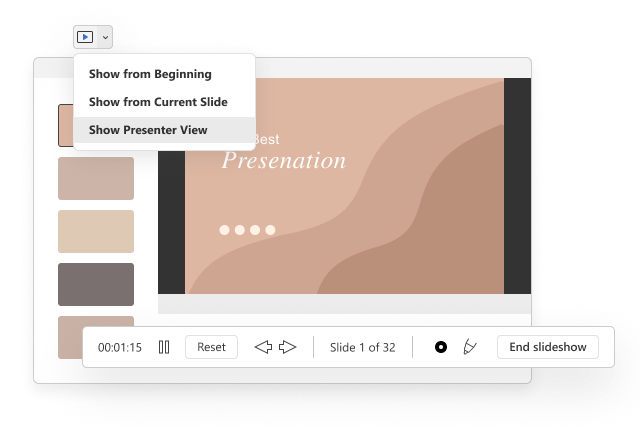 Show from Beginning
Show from Current Slide
Show Presenter View
Best
Presenation
00:01:15
Reset
Slide 1 of 32
End slideshow